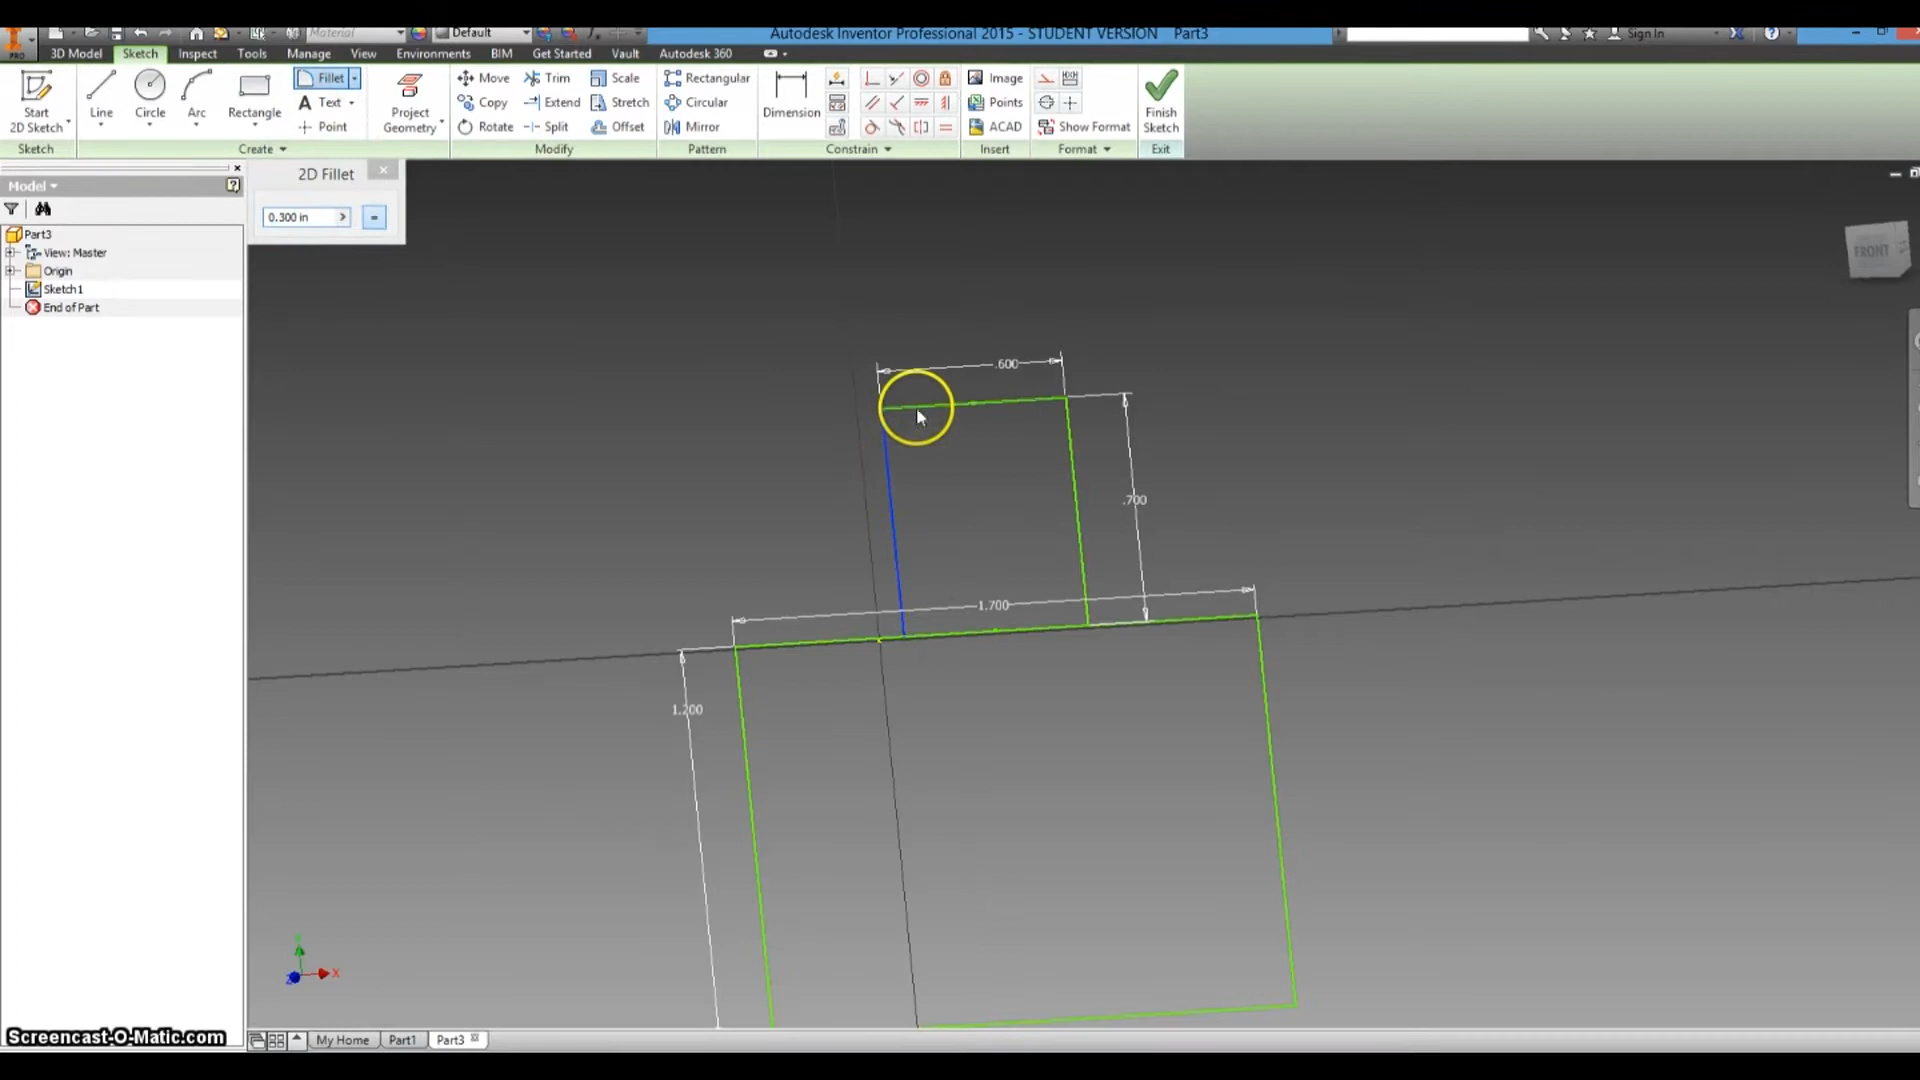 Material
Default
Autodesk Inventor Professional 2015 - STUDENT VERSION Part3
Sign In
PRO
3D Model Sketch Inspect Tools Manage View Environments BIM Get Started Vault Autodesk 360
Start
2D Sketch
Line
Circle
Arc
Rectangle
Fillet
Text
Point
Project
Geometry
Move
Copy
Rotate
Trim
Extend
Split
Scale
Stretch
Offset
Rectangular
Circular
Mirror
Dimension
Image
Points
ACAD
Show Format
Finish
Sketch
Sketch Create Modify Pattern Constrain Insert Format Exit
Model
2D Fillet
0.300 in
=
Part3
View: Master
Origin
Sketch1
End of Part
FRONT
.600
.700
1.700
1.200
X
Screencast-O-Matic.com
My Home Part1 Part3